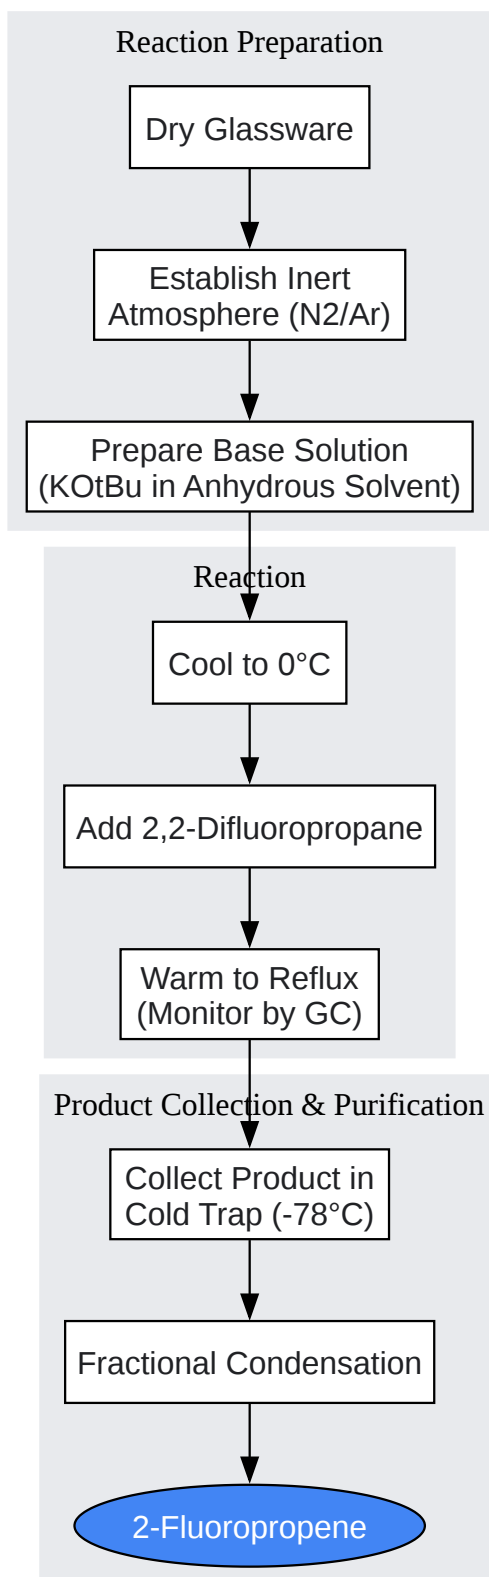 Reaction Preparation
Dry Glassware
Establish Inert
Atmosphere (N2/Ar)
Prepare Base Solution
(KOtBu in Anhydrous Solvent)
Reaction
Cool to 0°C
Add 2,2-Difluoropropane
Warm to Reflux
(Monitor by GC)
Product Collection & Purification
Collect Product in
Cold Trap (-78°C)
Fractional Condensation
2-Fluoropropene